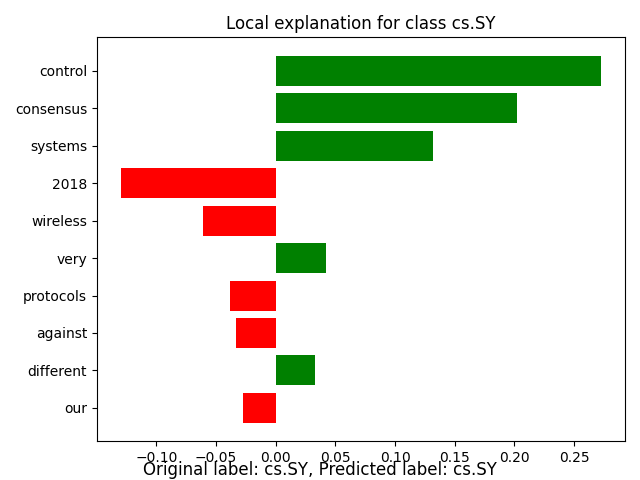 Local explanation for class cs.SY
control
consensus
systems
2018
wireless
very
protocols
against
different
our
−0.10 −0.05 0.00 0.05 0.10 0.15 0.20 0.25
Original label: cs.SY, Predicted label: cs.SY